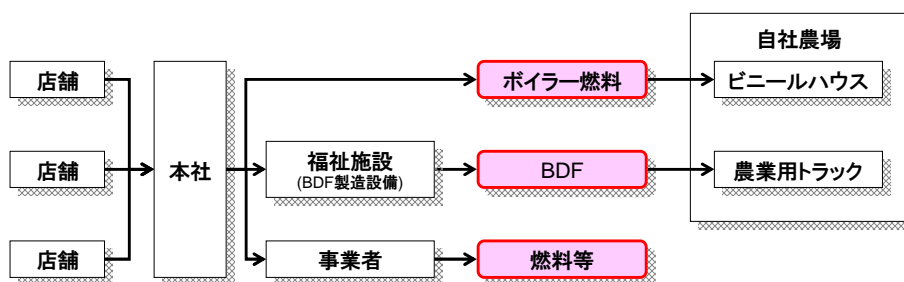 自社農場
店舗
ボイラー燃料
ビニールハウス
店舗
本社
福祉施設
(BDF製造設備)
BDF
農業用トラック
店舗
事業者
燃料等